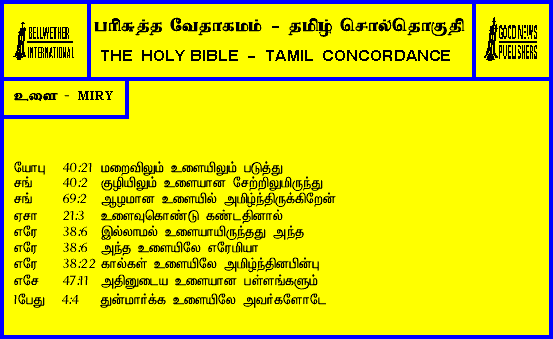 BELLWETHER
INTERNATIONAL
பரிசுத்த வேதாகமம் - தமிழ் சொல்தொகுதி
THE HOLY BIBLE - TAMIL CONCORDANCE
GOOD NEWS
PUBLISHERS
உளை - MIRY
யோபு 40:21 மறைவிலும் உளையிலும் படுத்து
சங் 40:2 குழியிலும் உளையான சேற்றிலுமிருந்து
சங் 69:2 ஆழமான உளையில் அமிழ்ந்திருக்கிறேன்
ஏசா 21:3 உளைவுகொண்டு கண்டதினால்
எரே 38:6 இல்லாமல் உளையாயிருந்தது அந்த
எரே 38:6 அந்த உளையிலே எரேமியா
எரே 38:22 கால்கள் உளையிலே அமிழ்ந்தினபின்பு
எசே 47:11 அதினுடைய உளையான பள்ளங்களும்
1பேது 4:4 துன்மார்க்க உளையிலே அவர்களோடே